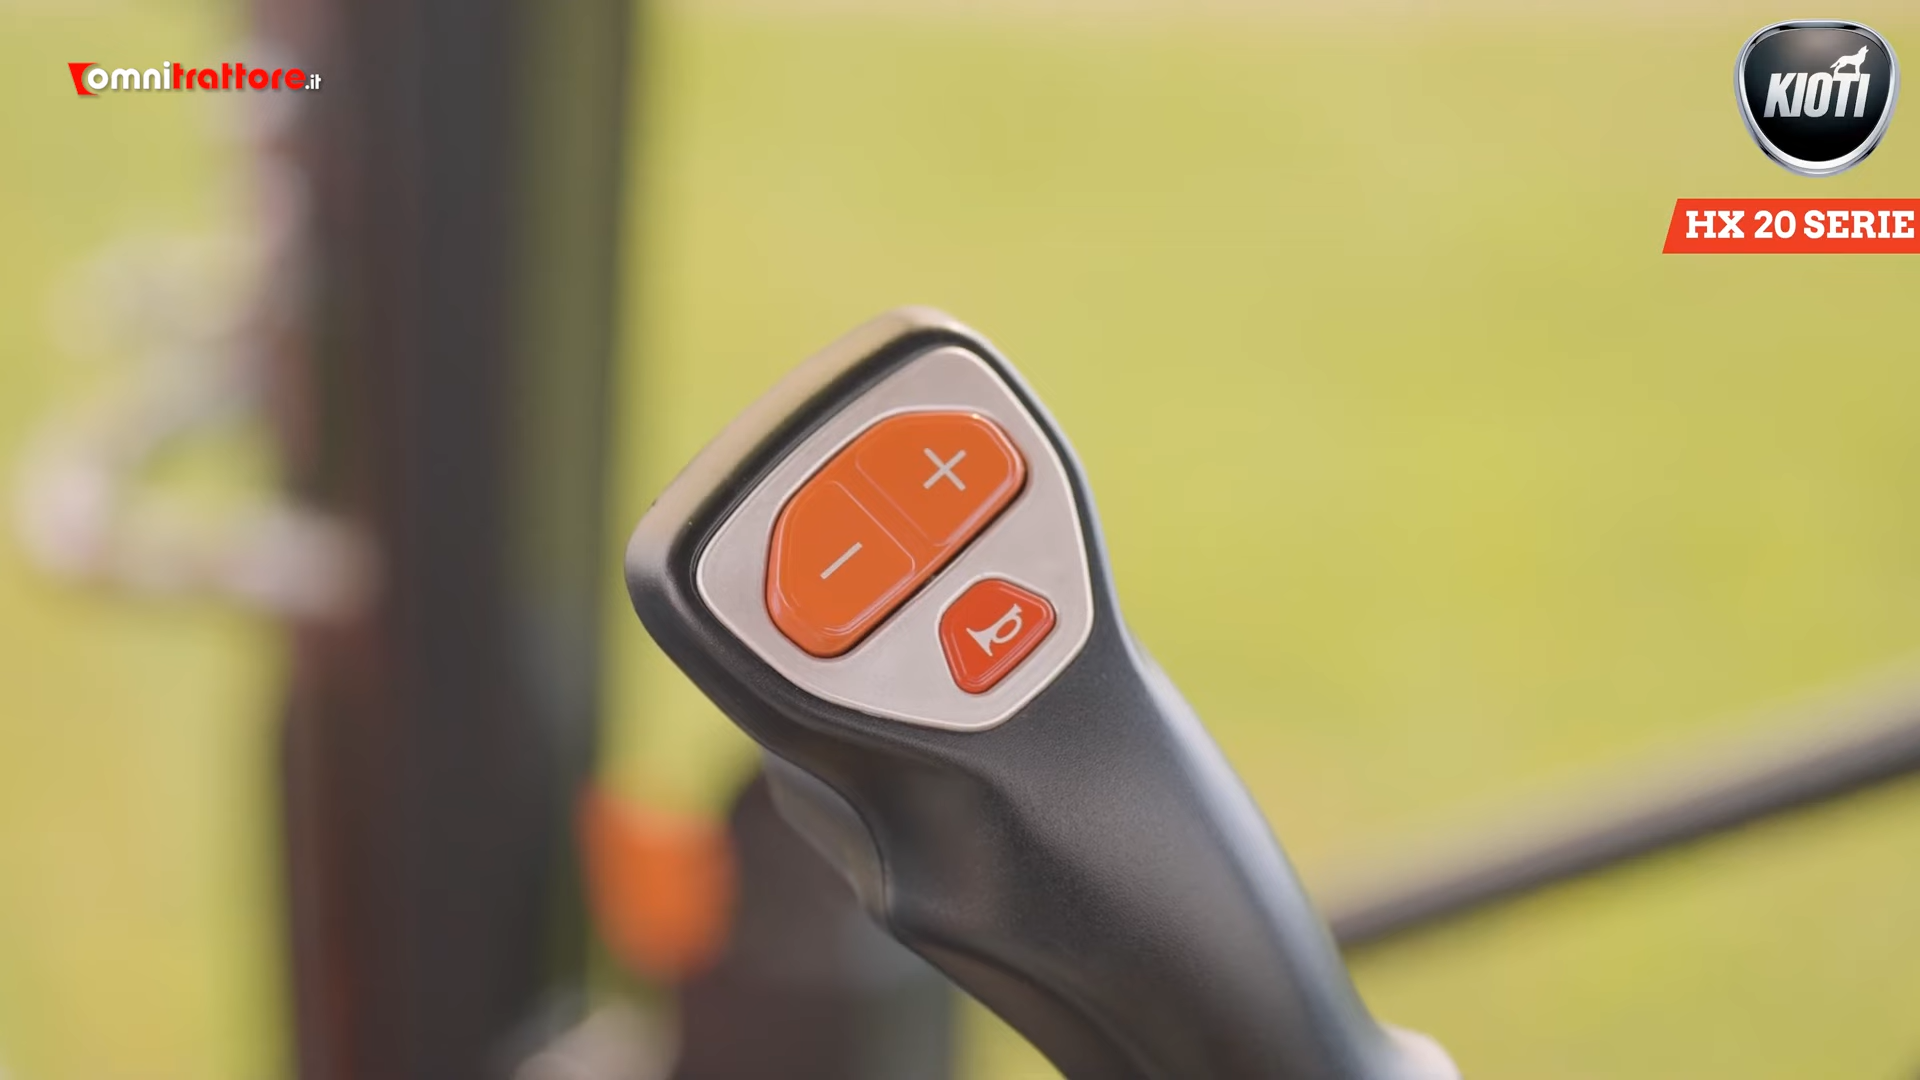 omnitrattore.it
KIOTI
HX 20 SERIE
+
−